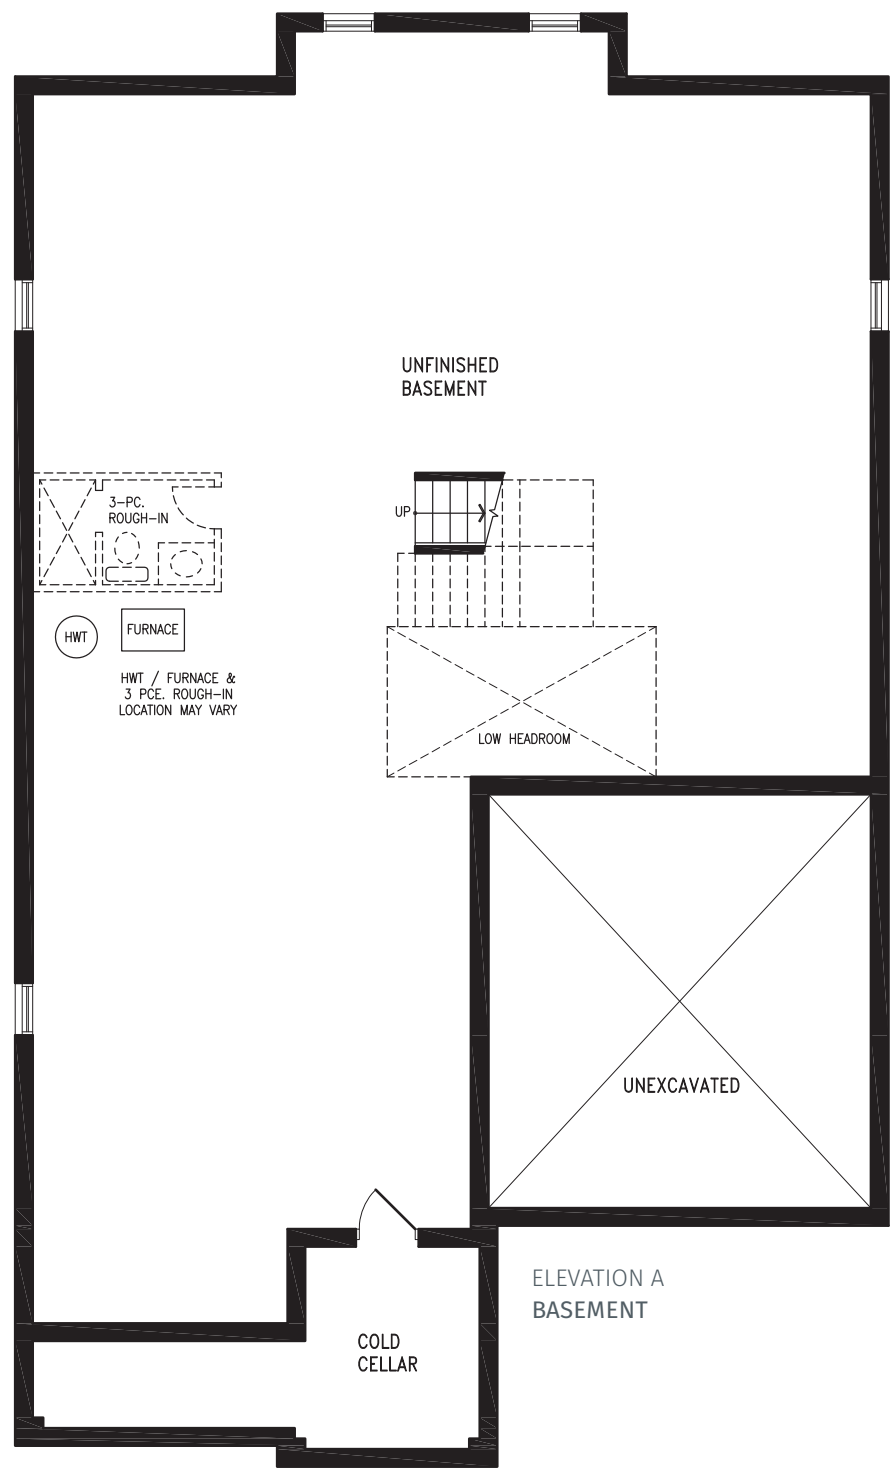 UNFINISHED
BASEMENT
3-PC.
ROUGH-IN
UP
HWT
FURNACE
HWT / FURNACE &
3 PCE. ROUGH-IN
LOCATION MAY VARY
LOW HEADROOM
UNEXCAVATED
ELEVATION A
BASEMENT
COLD
CELLAR